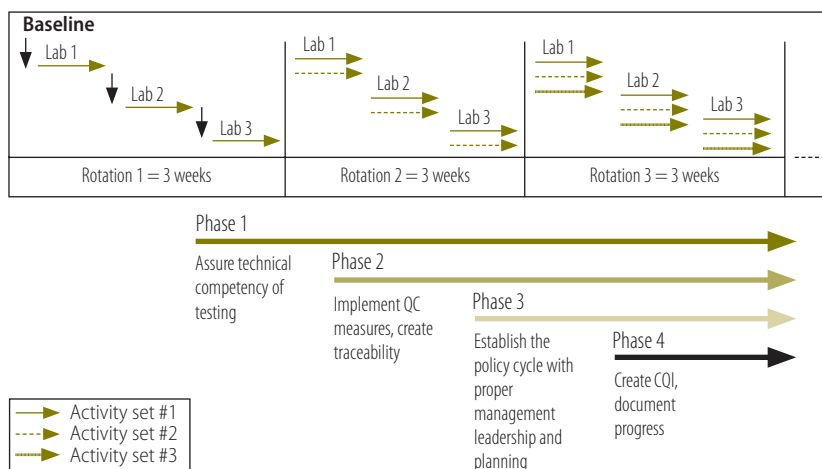 Baseline
Lab 1
Lab 2
Lab 3
Lab 1
Lab 2
Lab 3
Lab 1
Lab 2
Lab 3
Rotation 1 = 3 weeks
Rotation 2 = 3 weeks
Rotation 3 = 3 weeks
Phase 1
Assure technical
competency of
testing
Phase 2
Implement QC
measures, create
traceability
Phase 3
Establish the
policy cycle with
proper
management
leadership and
planning
Phase 4
Create CQI,
document
progress
Activity set #1
Activity set #2
Activity set #3